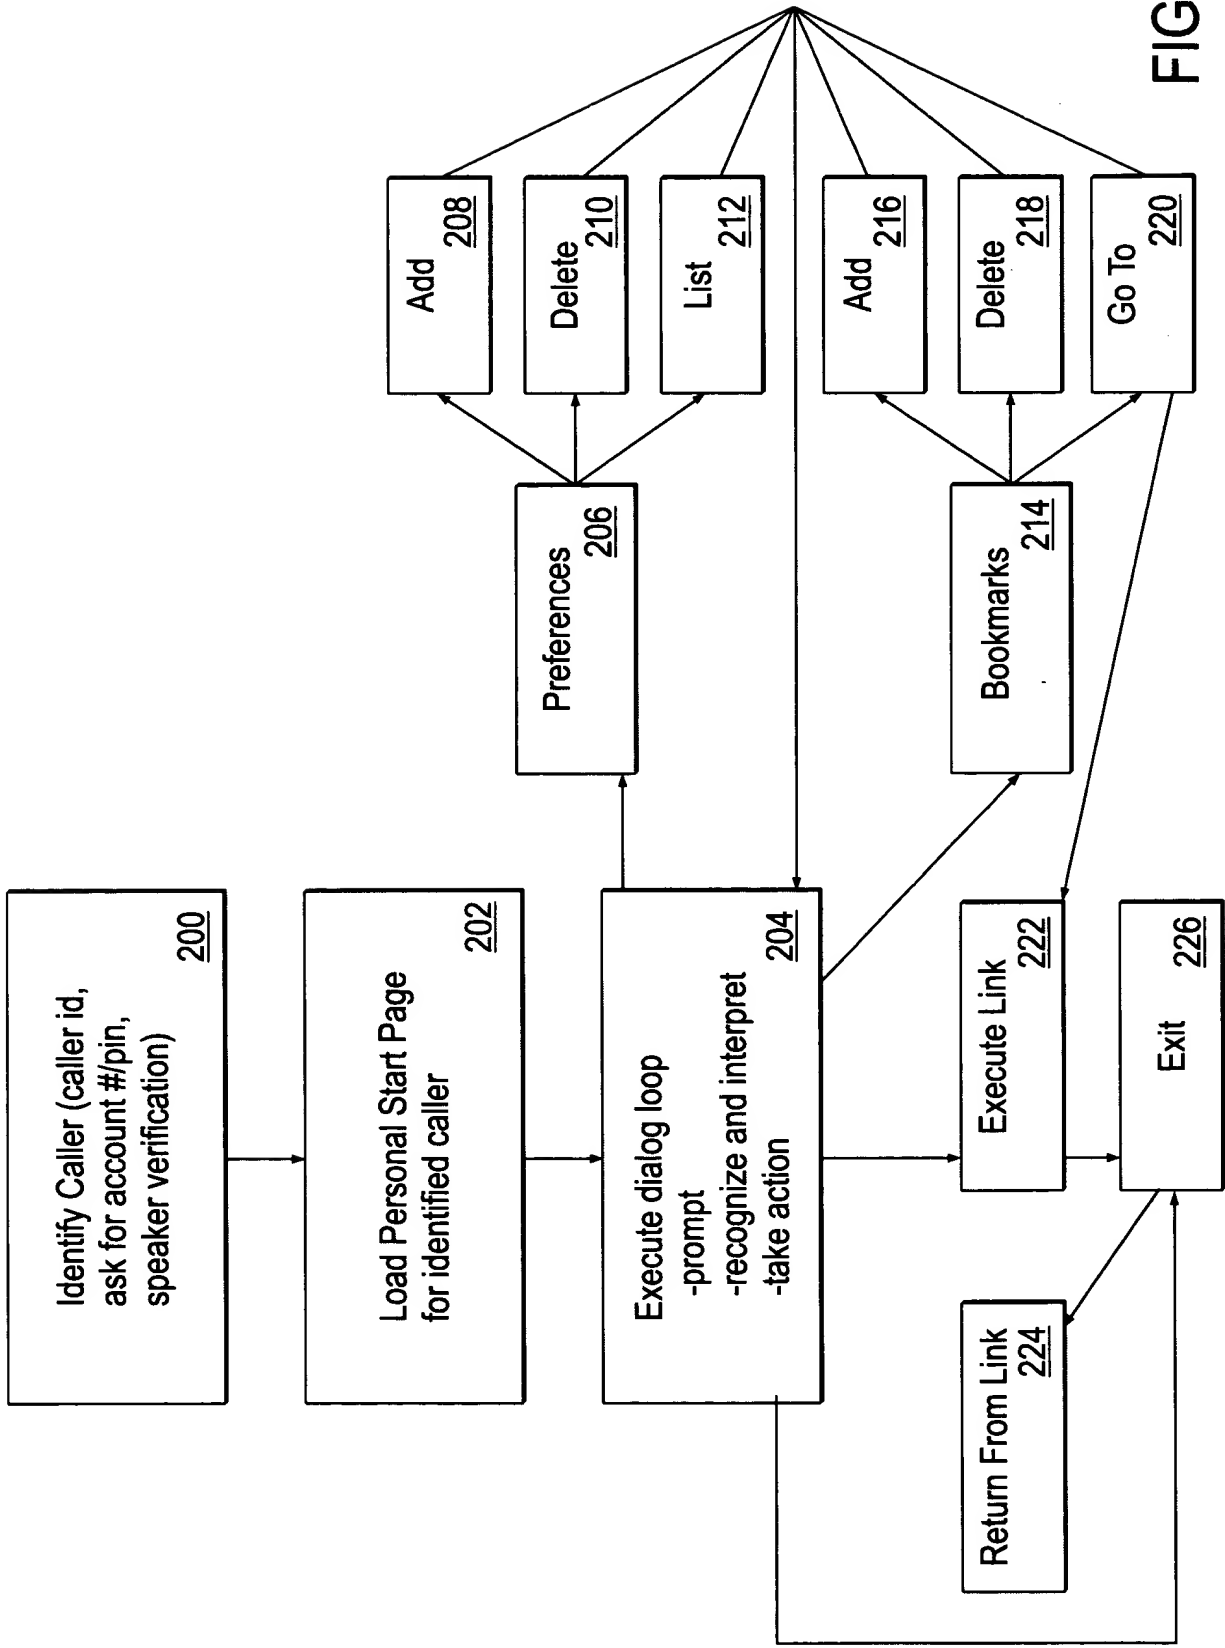 Identify Caller (caller id,
ask for account #/pin,
speaker verification)
200
Load Personal Start Page
for identified caller
202
Execute dialog loop
-prompt
-recognize and interpret
-take action
204
Preferences
206
Add
208
Delete
210
List
212
Bookmarks
214
Add
216
Delete
218
Go To
220
Execute Link
222
Return From Link
224
Exit
226
FIG